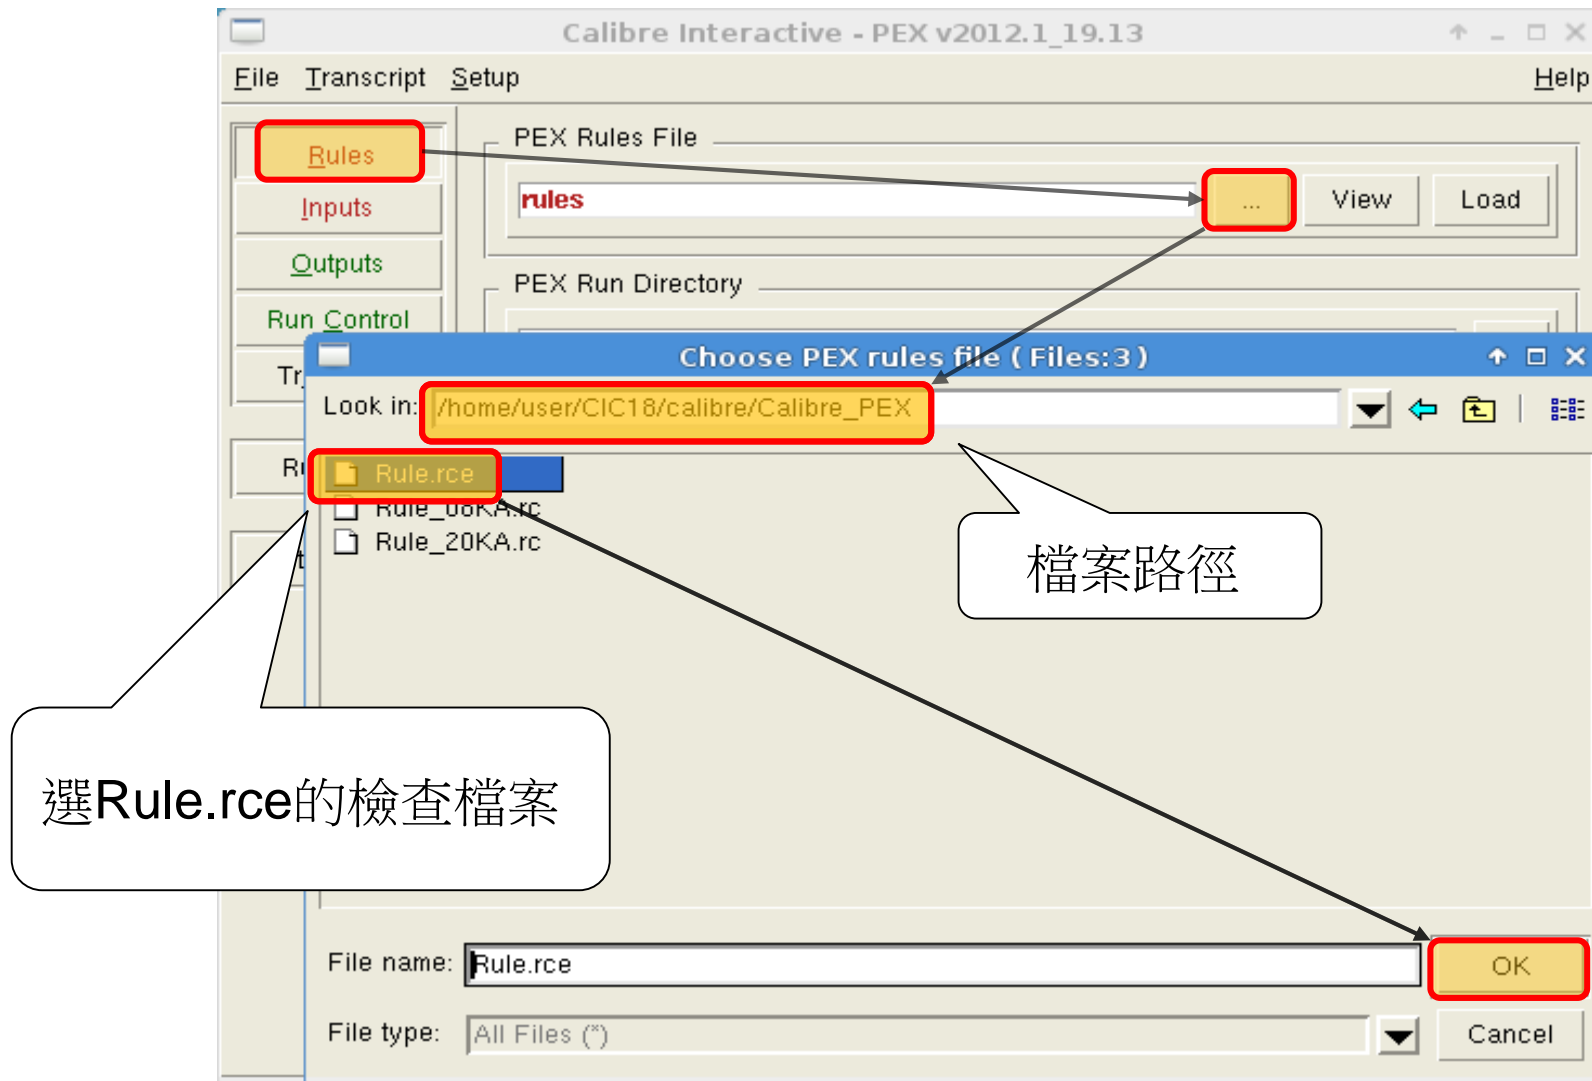 Calibre Interactive - PEX v2012.1_19.13
File Transcript Setup Help
Rules
Inputs
Outputs
Run Control
PEX Rules File
rules ... View Load
PEX Run Directory
Choose PEX rules file ( Files:3 )
Look in: /home/user/CIC18/calibre/Calibre_PEX
Rule.rce
Rule_08KA.rc
Rule_20KA.rc
檔案路徑
選Rule.rce的檢查檔案
File name: Rule.rce OK
File type: All Files (*) Cancel